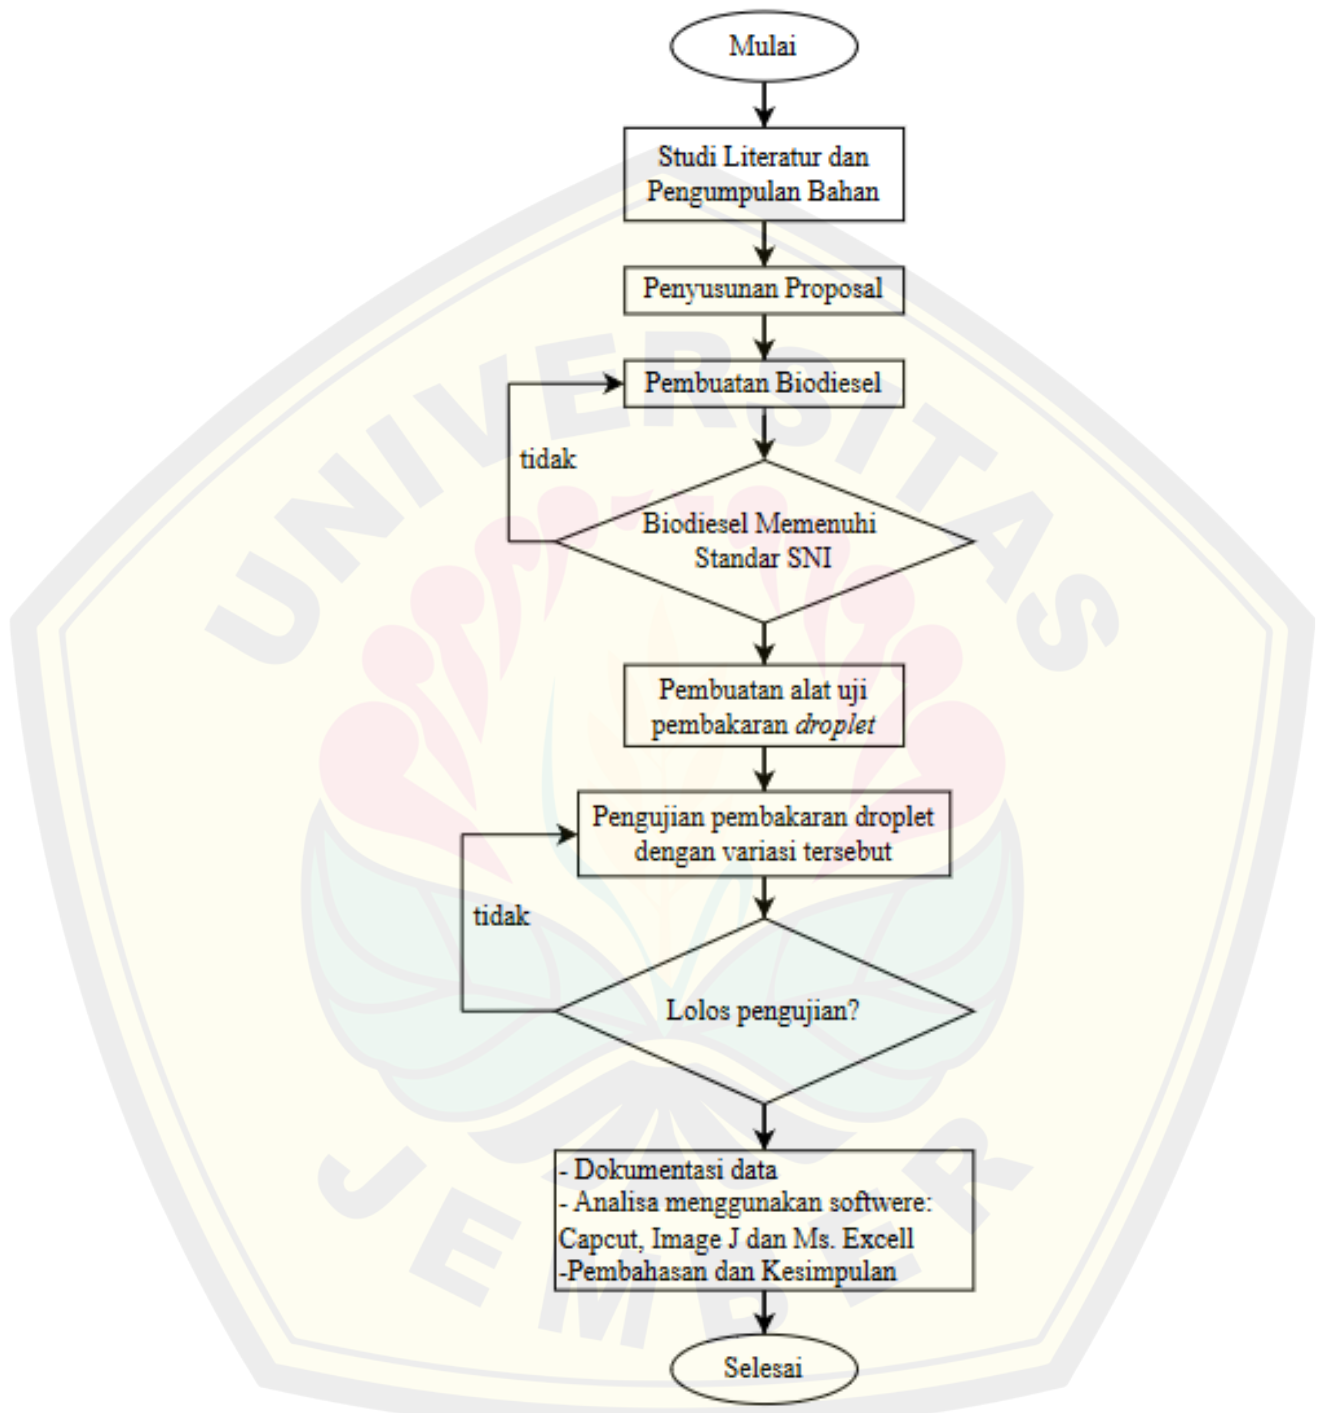 Mulai
Studi Literatur dan
Pengumpulan Bahan
Penyusunan Proposal
Pembuatan Biodiesel
tidak
Biodiesel Memenuhi
Standar SNI
Pembuatan alat uji
pembakaran droplet
Pengujian pembakaran droplet
dengan variasi tersebut
tidak
Lolos pengujian?
- Dokumentasi data
- Analisa menggunakan softwere:
Capcut, Image J dan Ms. Excell
-Pembahasan dan Kesimpulan
Selesai
UNIVERSITAS
JEMBER